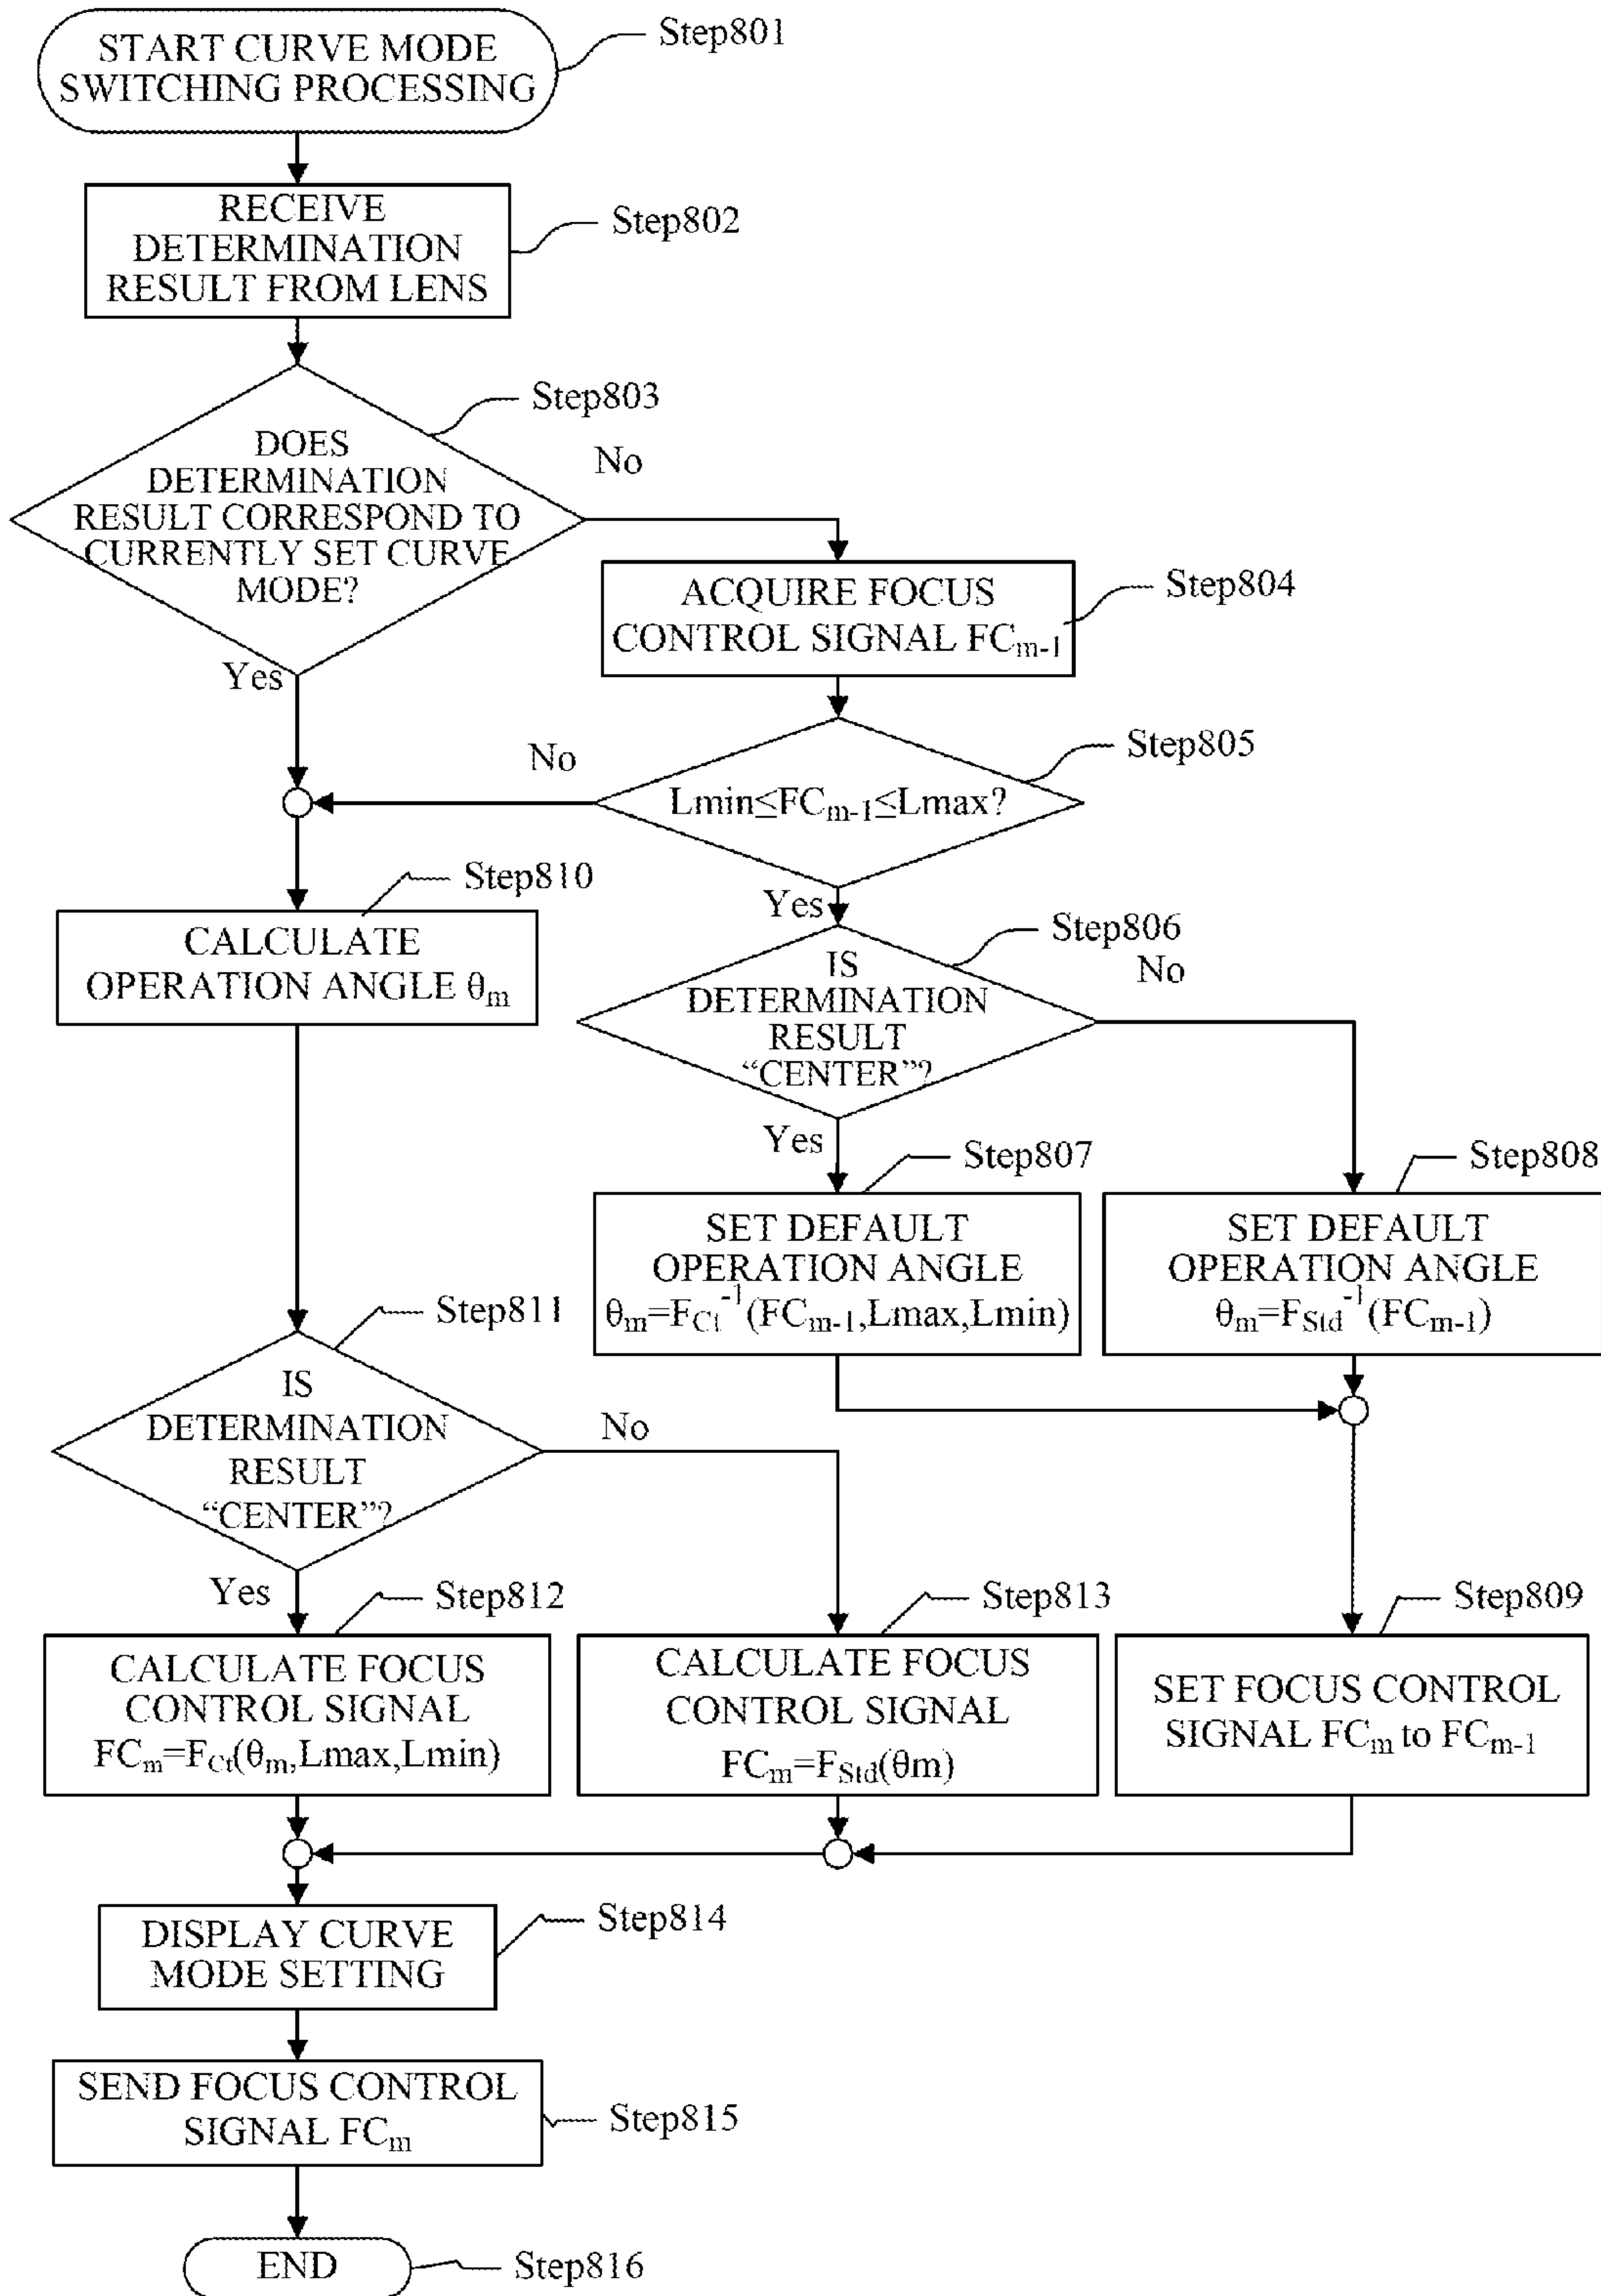 START CURVE MODE
SWITCHING PROCESSING
Step801
RECEIVE
DETERMINATION
RESULT FROM LENS
Step802
DOES
DETERMINATION
RESULT CORRESPOND TO
CURRENTLY SET CURVE
MODE?
Step803
No
Yes
ACQUIRE FOCUS
CONTROL SIGNAL FCm-1
Step804
Lmin≤FCm-1≤Lmax?
Step805
No
Yes
IS
DETERMINATION
RESULT
“CENTER”?
Step806
No
Yes
SET DEFAULT
OPERATION ANGLE
θm=FCt-1(FCm-1,Lmax,Lmin)
Step807
SET DEFAULT
OPERATION ANGLE
θm=FStd-1(FCm-1)
Step808
CALCULATE
OPERATION ANGLE θm
Step810
IS
DETERMINATION
RESULT
“CENTER”?
Step811
No
Yes
CALCULATE FOCUS
CONTROL SIGNAL
FCm=FCt(θm,Lmax,Lmin)
Step812
CALCULATE FOCUS
CONTROL SIGNAL
FCm=FStd(θm)
Step813
SET FOCUS CONTROL
SIGNAL FCm to FCm-1
Step809
DISPLAY CURVE
MODE SETTING
Step814
SEND FOCUS CONTROL
SIGNAL FCm
Step815
END
Step816